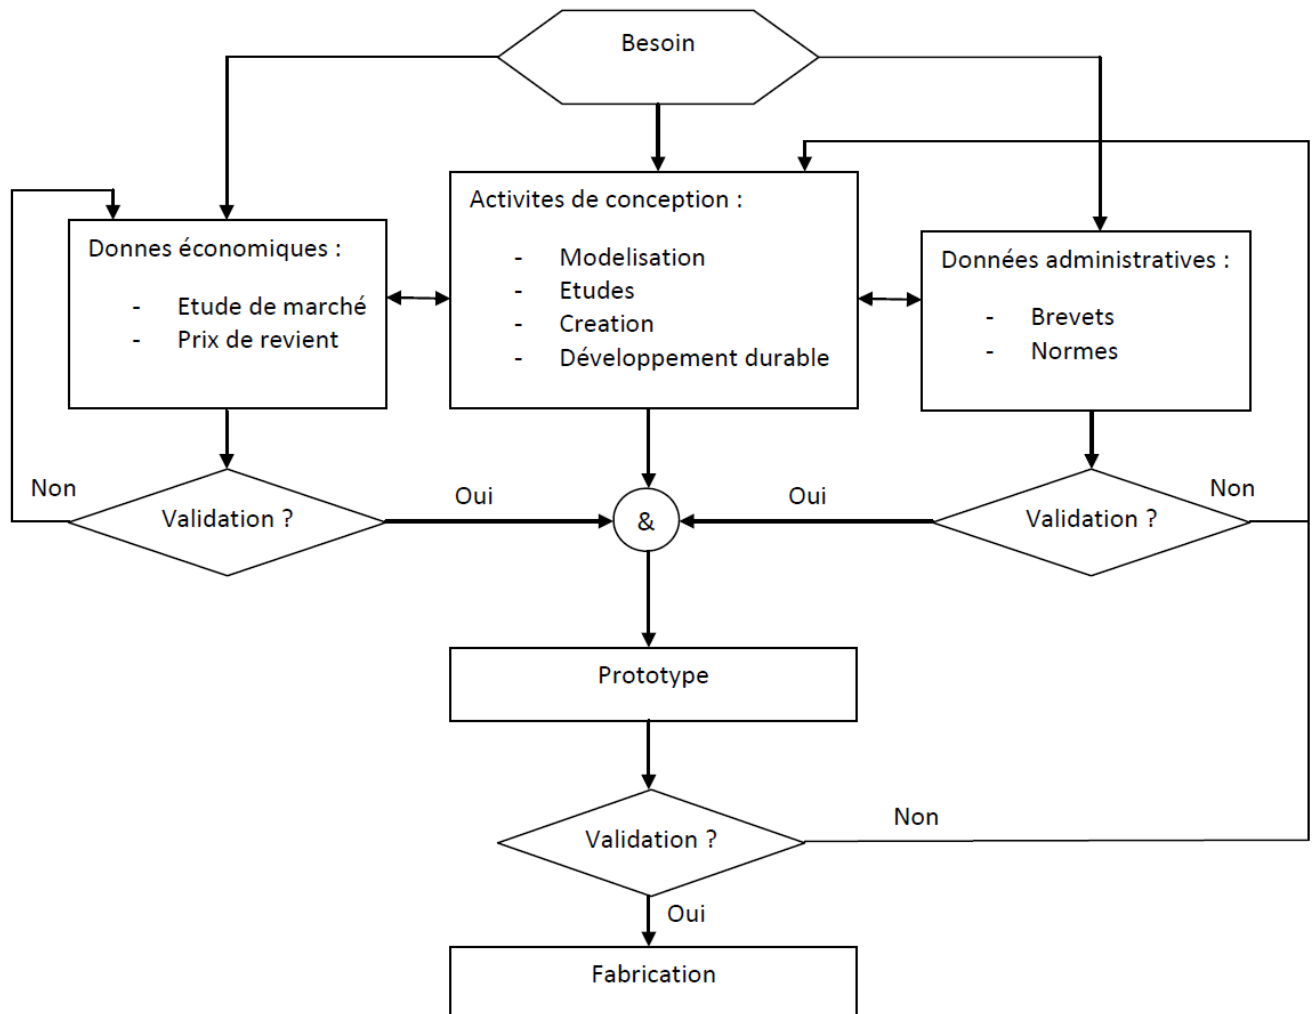 Besoin
Activites de conception :
- Modelisation
- Etudes
- Creation
- Développement durable
Donnes économiques :
- Etude de marché
- Prix de revient
Données administratives :
- Brevets
- Normes
Non
Validation ?
Oui
&
Oui
Validation ?
Non
Prototype
Validation ?
Non
Oui
Fabrication